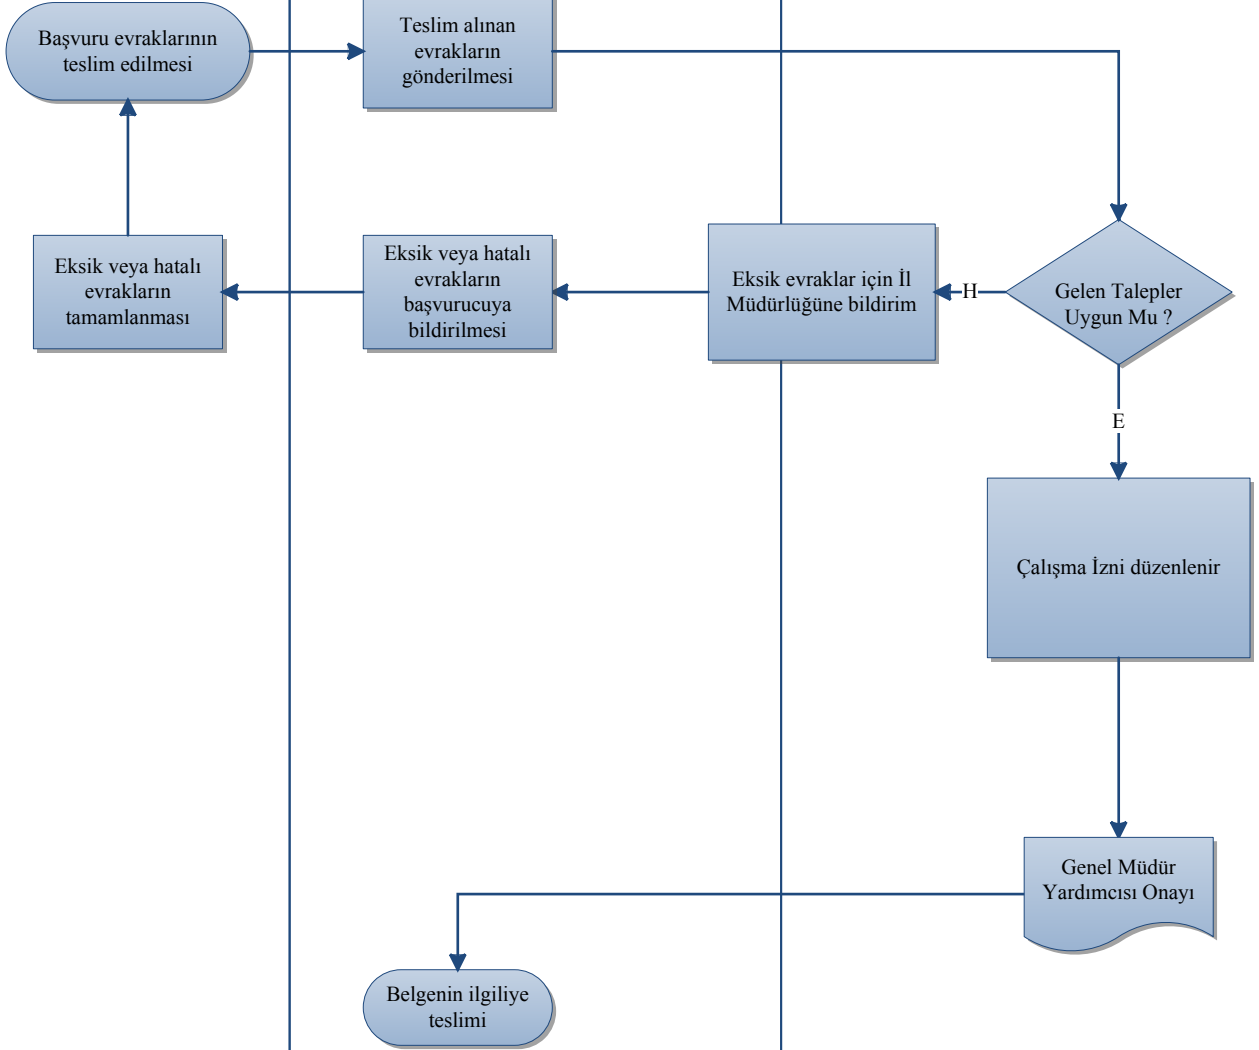 Başvuru evraklarının
teslim edilmesi
Teslim alınan
evrakların
gönderilmesi
Eksik veya hatalı
evrakların
tamamlanması
Eksik veya hatalı
evrakların
başvurucuya
bildirilmesi
Eksik evraklar için İl
Müdürlüğüne bildirim
H
Gelen Talepler
Uygun Mu ?
E
Çalışma İzni düzenlenir
Genel Müdür
Yardımcısı Onayı
Belgenin ilgiliye
teslimi